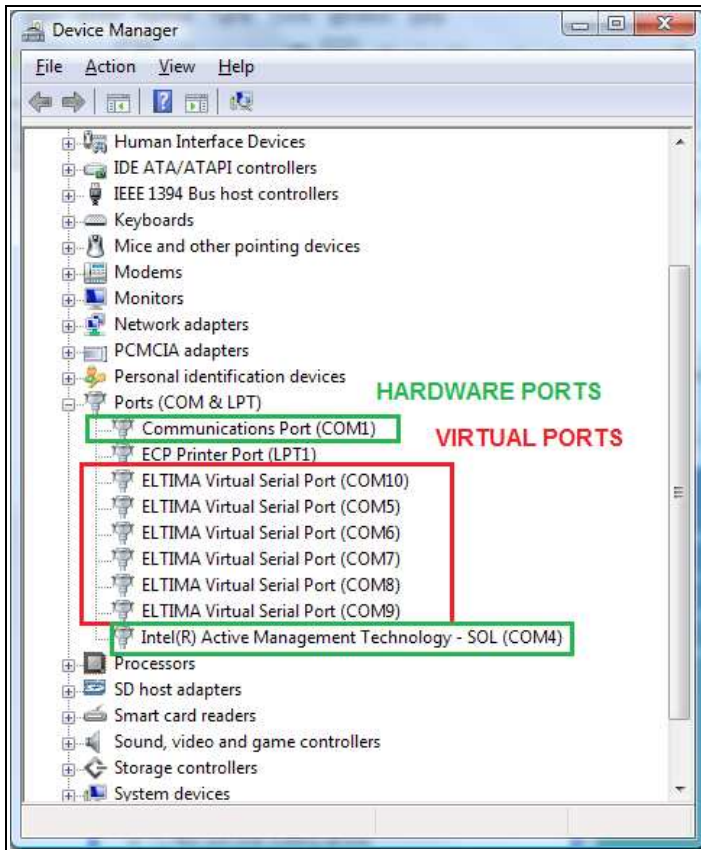 Device Manager
File Action View Help
Human Interface Devices
IDE ATA/ATAPI controllers
IEEE 1394 Bus host controllers
Keyboards
Mice and other pointing devices
Modems
Monitors
Network adapters
PCMCIA adapters
Personal identification devices
HARDWARE PORTS
Ports (COM & LPT)
Communications Port (COM1)
VIRTUAL PORTS
ECP Printer Port (LPT1)
ELTIMA Virtual Serial Port (COM10)
ELTIMA Virtual Serial Port (COM5)
ELTIMA Virtual Serial Port (COM6)
ELTIMA Virtual Serial Port (COM7)
ELTIMA Virtual Serial Port (COM8)
ELTIMA Virtual Serial Port (COM9)
Intel(R) Active Management Technology - SOL (COM4)
Processors
SD host adapters
Smart card readers
Sound, video and game controllers
Storage controllers
System devices